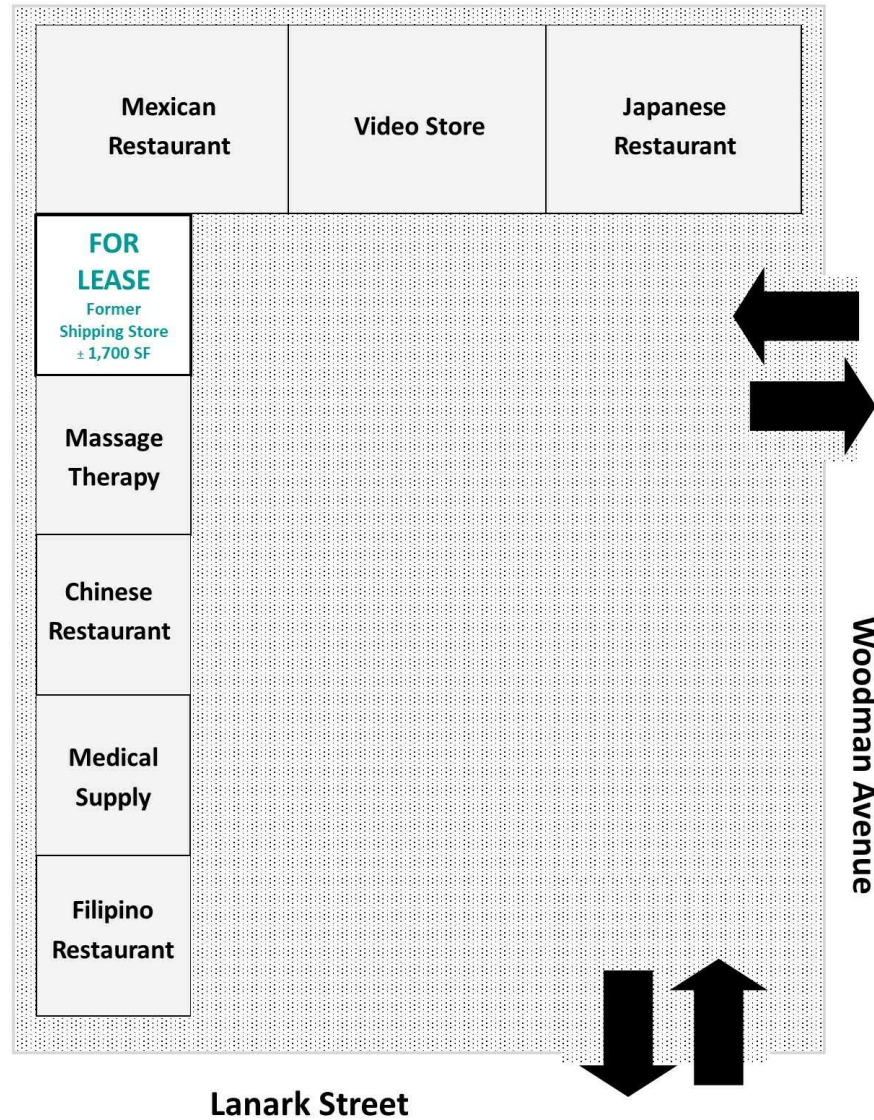 Mexican
Restaurant
Video Store
Japanese
Restaurant
FOR
LEASE
Former
Shipping Store
± 1,700 SF
Massage
Therapy
Chinese
Restaurant
Medical
Supply
Filipino
Restaurant
Woodman Avenue
Lanark Street